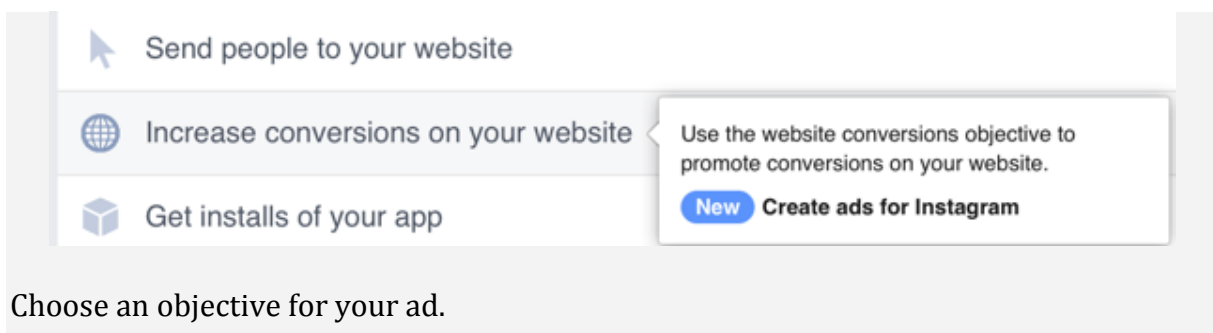 Send people to your website
Increase conversions on your website
Use the website conversions objective to
promote conversions on your website.
New Create ads for Instagram
Get installs of your app
Choose an objective for your ad.